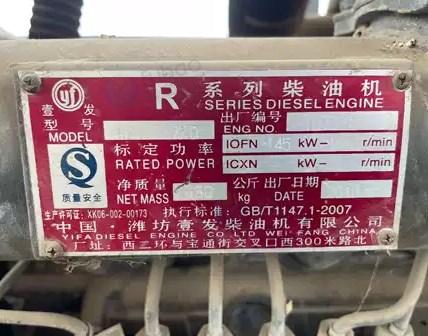 yf R 系列柴油机
壹发 SERIES DIESEL ENGINE
型号 出厂编号
MODEL ENG NO.
标定功率 IOFN 145 kW- r/min
RATED POWER ICXN kW- r/min
质量安全 净质量 公斤 出厂日期
NET MASS kg DATE
生产许可证: XK06-002-00173 执行标准: GB/T1147.1-2007
中国·潍坊壹发柴油机有限公司
YIFA DIESEL ENGINE CO LTD WEI-FANG CHINA
厂址: 西三环与宝通街交叉口西300米路北